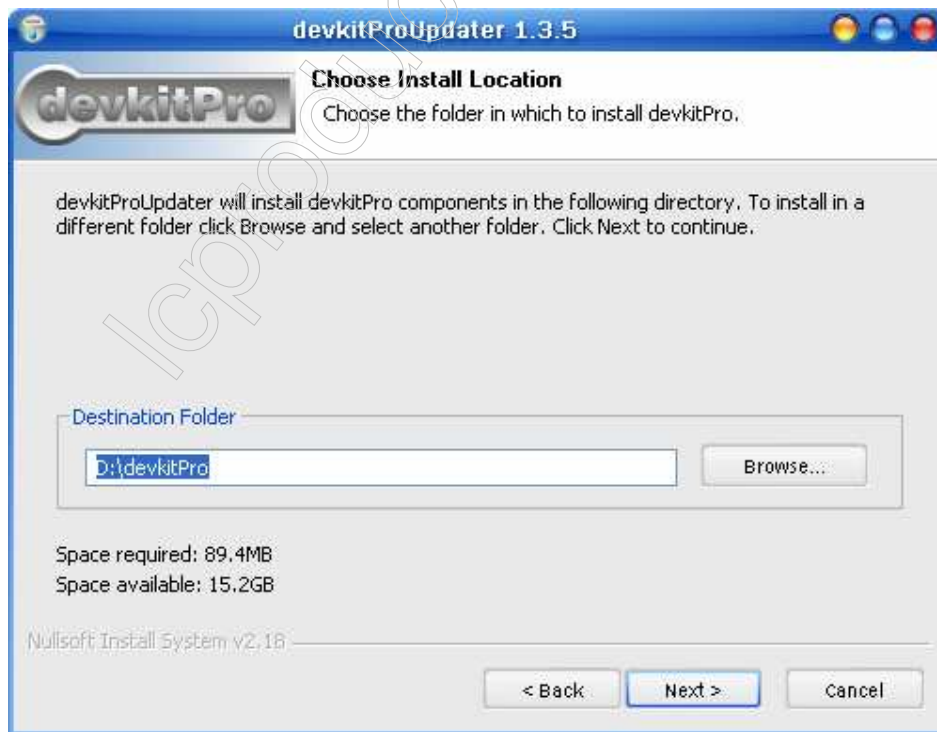 devkitProUpdater 1.3.5
devkitPro
Choose Install Location
Choose the folder in which to install devkitPro.
devkitProUpdater will install devkitPro components in the following directory. To install in a
different folder click Browse and select another folder. Click Next to continue.
lcprodu
Destination Folder
D:\devkitPro
Browse...
Space required: 89.4MB
Space available: 15.2GB
Nullsoft Install System v2.18
< Back
Next >
Cancel